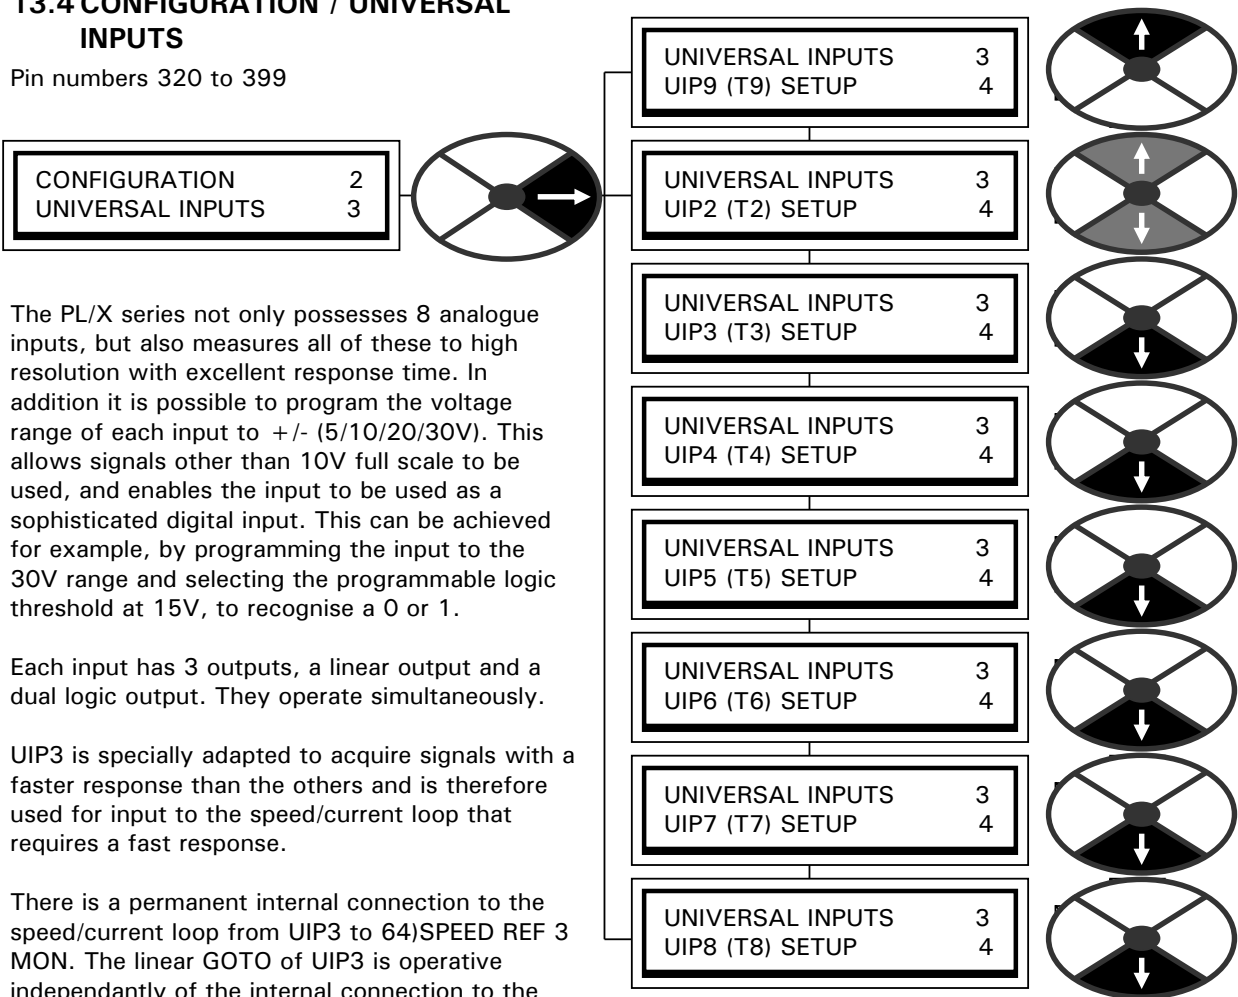 13.4 CONFIGURATION / UNIVERSAL
INPUTS
Pin numbers 320 to 399
CONFIGURATION 2
UNIVERSAL INPUTS 3
The PL/X series not only possesses 8 analogue
inputs, but also measures all of these to high
resolution with excellent response time. In
addition it is possible to program the voltage
range of each input to +/- (5/10/20/30V). This
allows signals other than 10V full scale to be
used, and enables the input to be used as a
sophisticated digital input. This can be achieved
for example, by programming the input to the
30V range and selecting the programmable logic
threshold at 15V, to recognise a 0 or 1.
Each input has 3 outputs, a linear output and a
dual logic output. They operate simultaneously.
UIP3 is specially adapted to acquire signals with a
faster response than the others and is therefore
used for input to the speed/current loop that
requires a fast response.
There is a permanent internal connection to the
speed/current loop from UIP3 to 64)SPEED REF 3
MON. The linear GOTO of UIP3 is operative
independantly of the internal connection to the
UNIVERSAL INPUTS 3
UIP9 (T9) SETUP 4
UNIVERSAL INPUTS 3
UIP2 (T2) SETUP 4
UNIVERSAL INPUTS 3
UIP3 (T3) SETUP 4
UNIVERSAL INPUTS 3
UIP4 (T4) SETUP 4
UNIVERSAL INPUTS 3
UIP5 (T5) SETUP 4
UNIVERSAL INPUTS 3
UIP6 (T6) SETUP 4
UNIVERSAL INPUTS 3
UIP7 (T7) SETUP 4
UNIVERSAL INPUTS 3
UIP8 (T8) SETUP 4